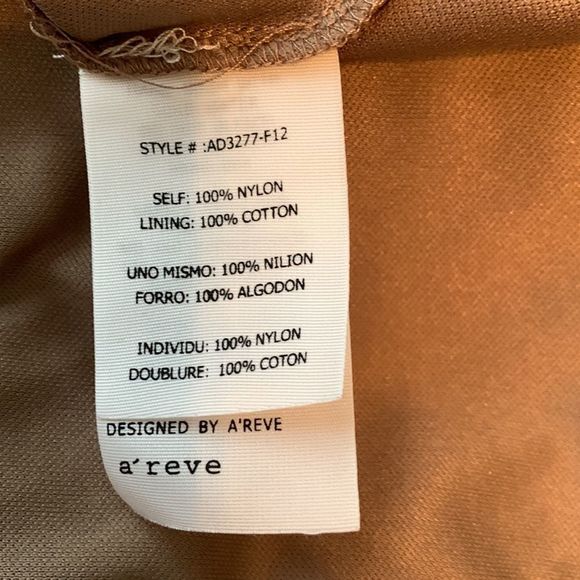 STYLE # :AD3277-F12
SELF: 100% NYLON
LINING: 100% COTTON
UNO MISMO: 100% NILION
FORRO: 100% ALGODON
INDIVIDU: 100% NYLON
DOUBLURE: 100% COTON
DESIGNED BY A'REVE
a´reve